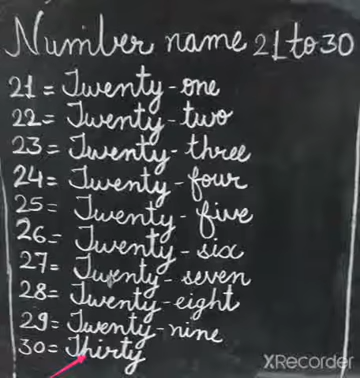 Number name 21 to 30
21 = Twenty-one
22 = Twenty-two
23 = Twenty-three
24 = Twenty-four
25 = Twenty-five
26 = Twenty-six
27 = Twenty-seven
28 = Twenty-eight
29 = Twenty-nine
30 = Thirty
XRecorder